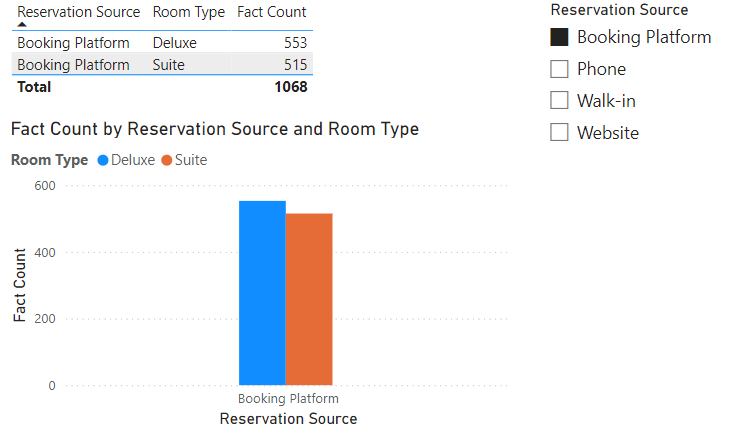 Reservation Source Room Type Fact Count
Booking Platform Deluxe 553
Booking Platform Suite 515
Total 1068
Reservation Source
Booking Platform
Phone
Walk-in
Website
Fact Count by Reservation Source and Room Type
Room Type Deluxe Suite
600
400
200
0
Fact Count
Booking Platform
Reservation Source